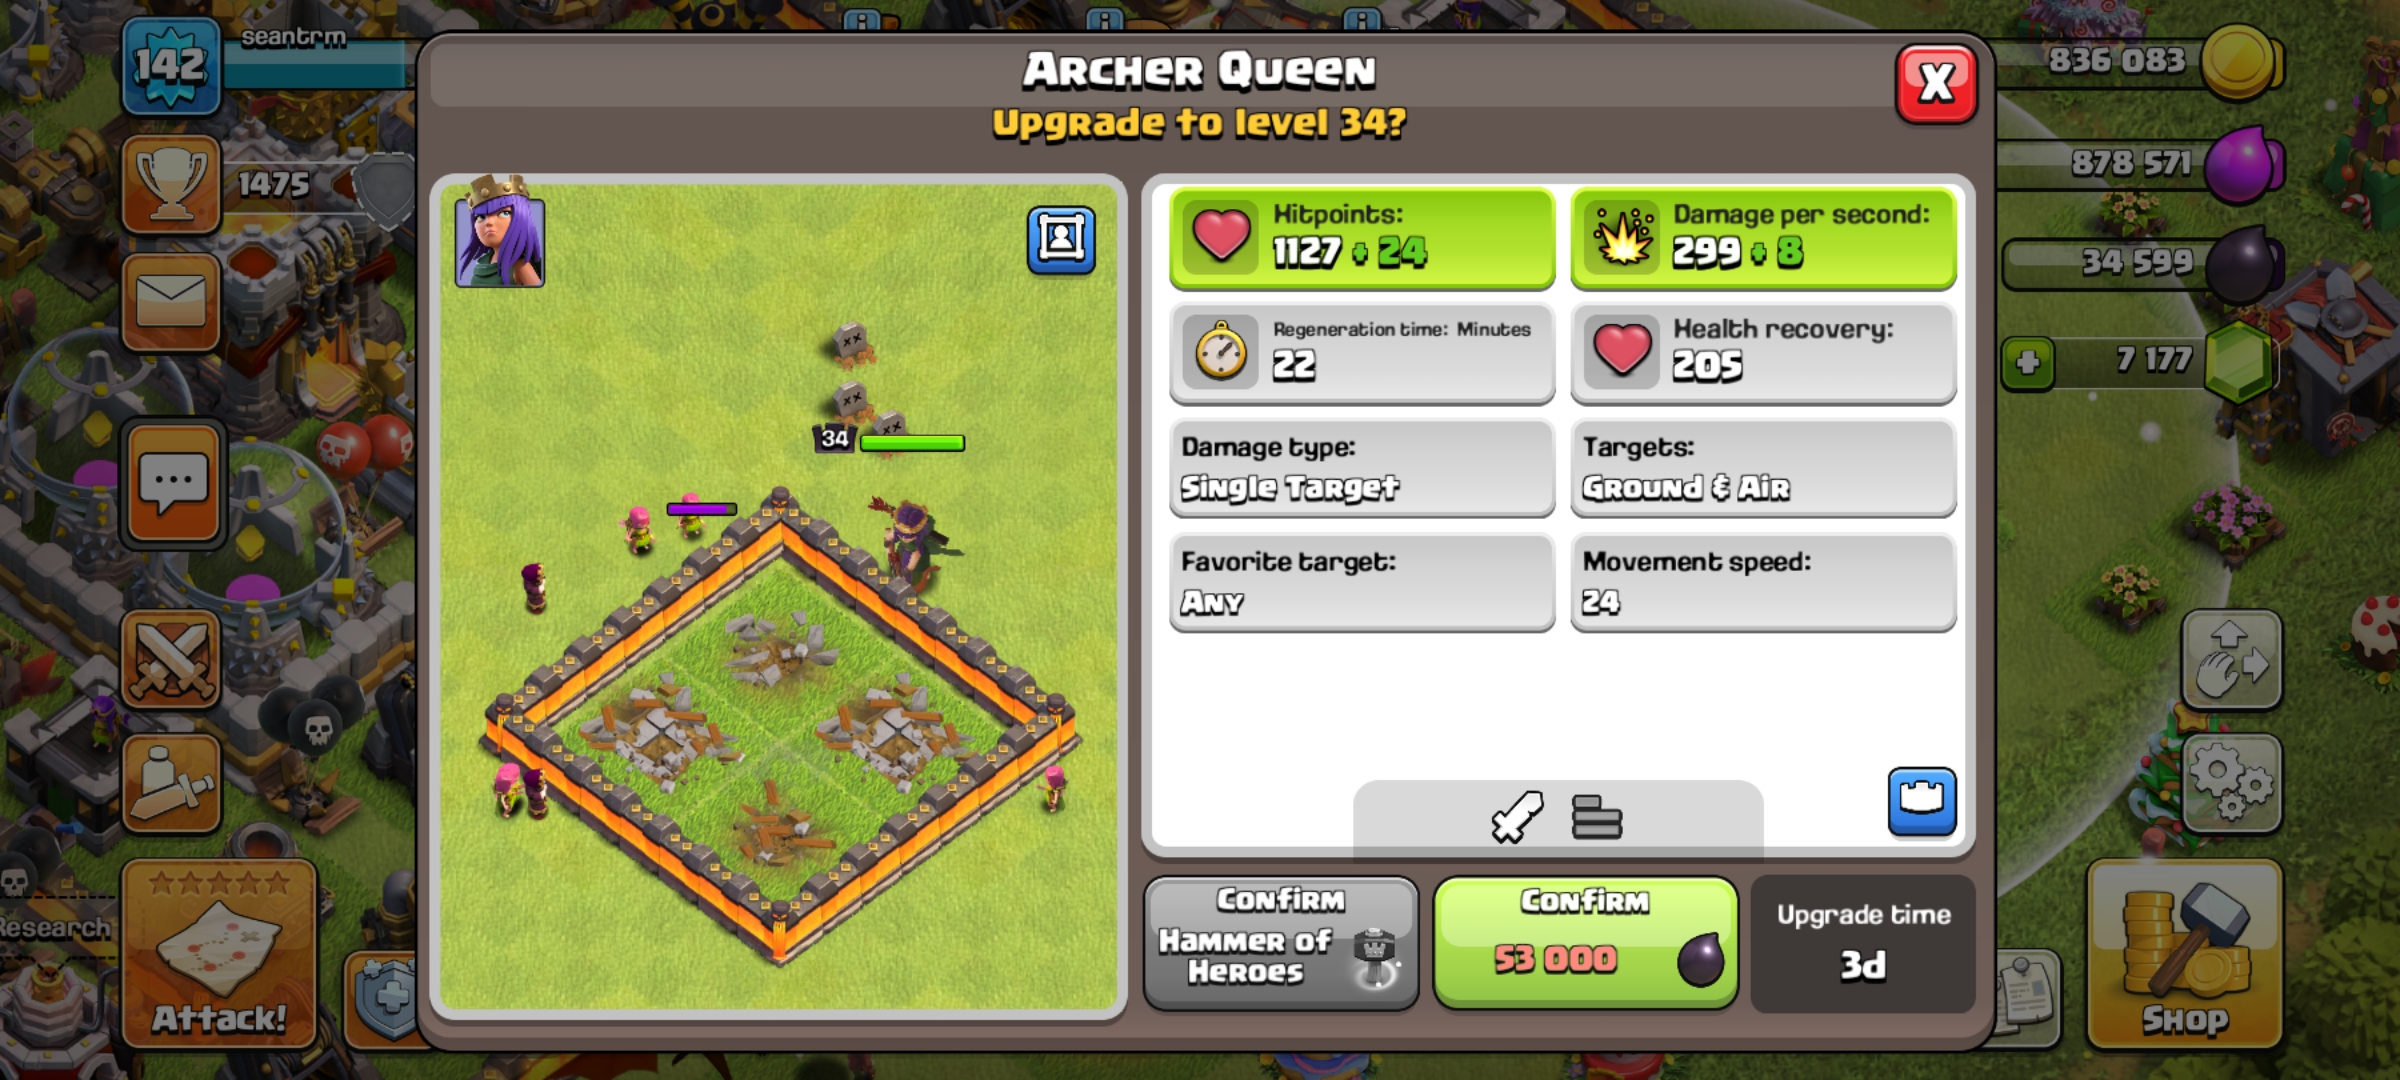 142
seantrm
1475
Research
Attack!
Archer Queen
Upgrade to level 34?
X
34
Hitpoints:
1127 + 24
Damage per second:
299 + 8
Regeneration time: Minutes
22
Health recovery:
205
Damage type:
Single Target
Targets:
Ground & Air
Favorite target:
Any
Movement speed:
24
Confirm
Hammer of
Heroes
Confirm
53 000
Upgrade time
3d
836 083
878 571
34 599
+
7 177
Shop